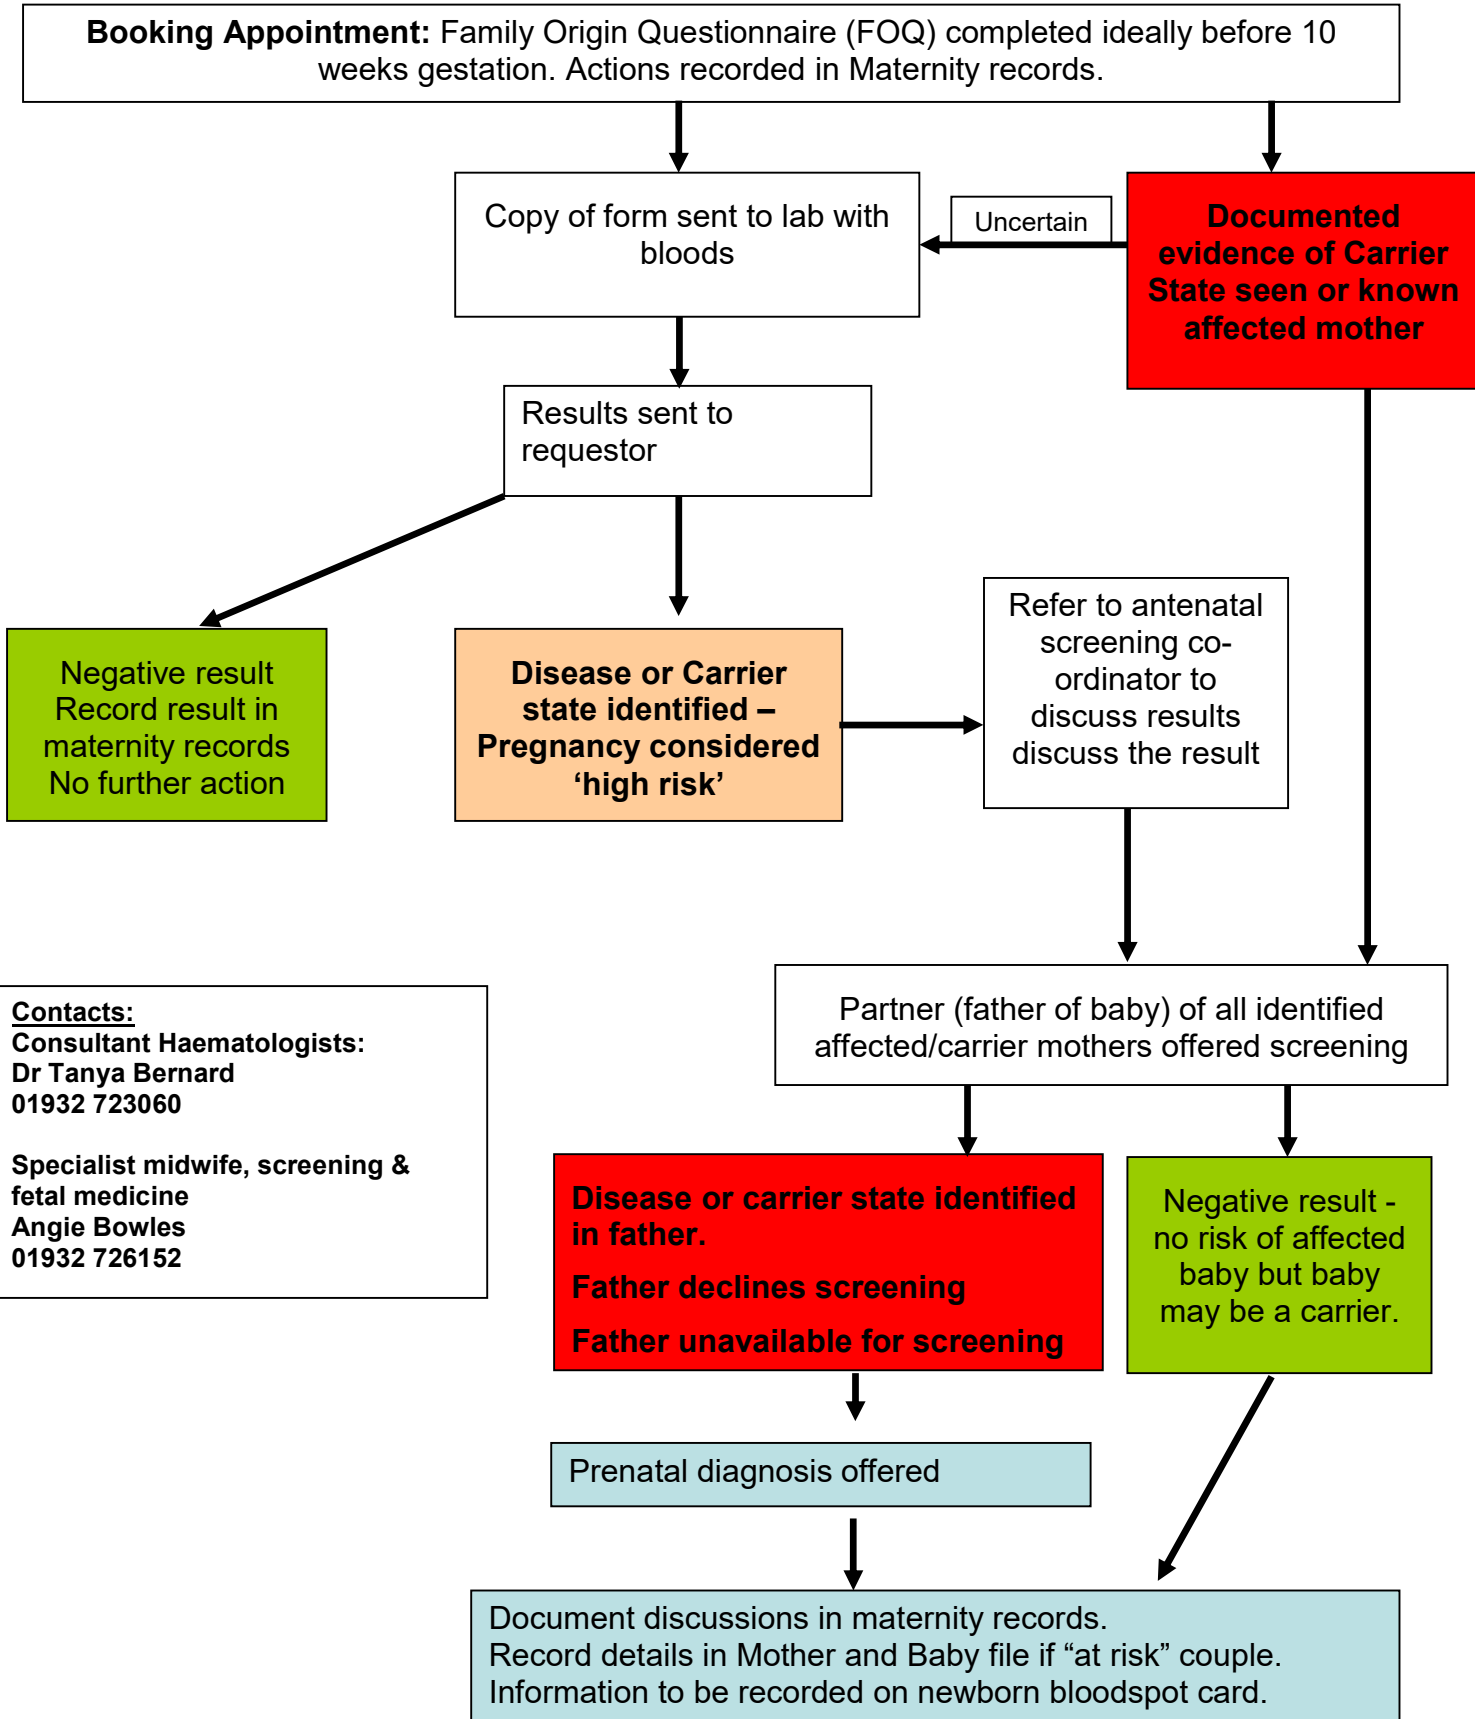 Booking Appointment: Family Origin Questionnaire (FOQ) completed ideally before 10
weeks gestation. Actions recorded in Maternity records.
Copy of form sent to lab with
bloods
Uncertain
Documented
evidence of Carrier
State seen or known
affected mother
Results sent to
requestor
Negative result
Record result in
maternity records
No further action
Disease or Carrier
state identified –
Pregnancy considered
‘high risk’
Refer to antenatal
screening co-
ordinator to
discuss results
discuss the result
Partner (father of baby) of all identified
affected/carrier mothers offered screening
Contacts:
Consultant Haematologists:
Dr Tanya Bernard
01932 723060
Specialist midwife, screening &
fetal medicine
Angie Bowles
01932 726152
Disease or carrier state identified
in father.
Father declines screening
Father unavailable for screening
Negative result -
no risk of affected
baby but baby
may be a carrier.
Prenatal diagnosis offered
Document discussions in maternity records.
Record details in Mother and Baby file if “at risk” couple.
Information to be recorded on newborn bloodspot card.